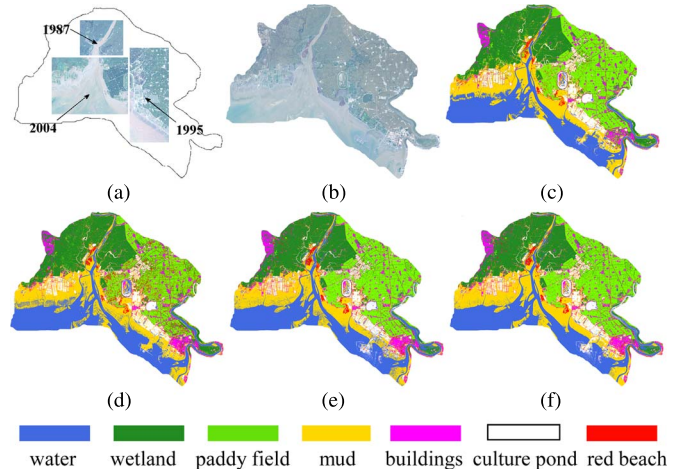 1987
2004
1995
(a)
(b)
(c)
(d)
(e)
(f)
water
wetland
paddy field
mud
buildings
culture pond
red beach